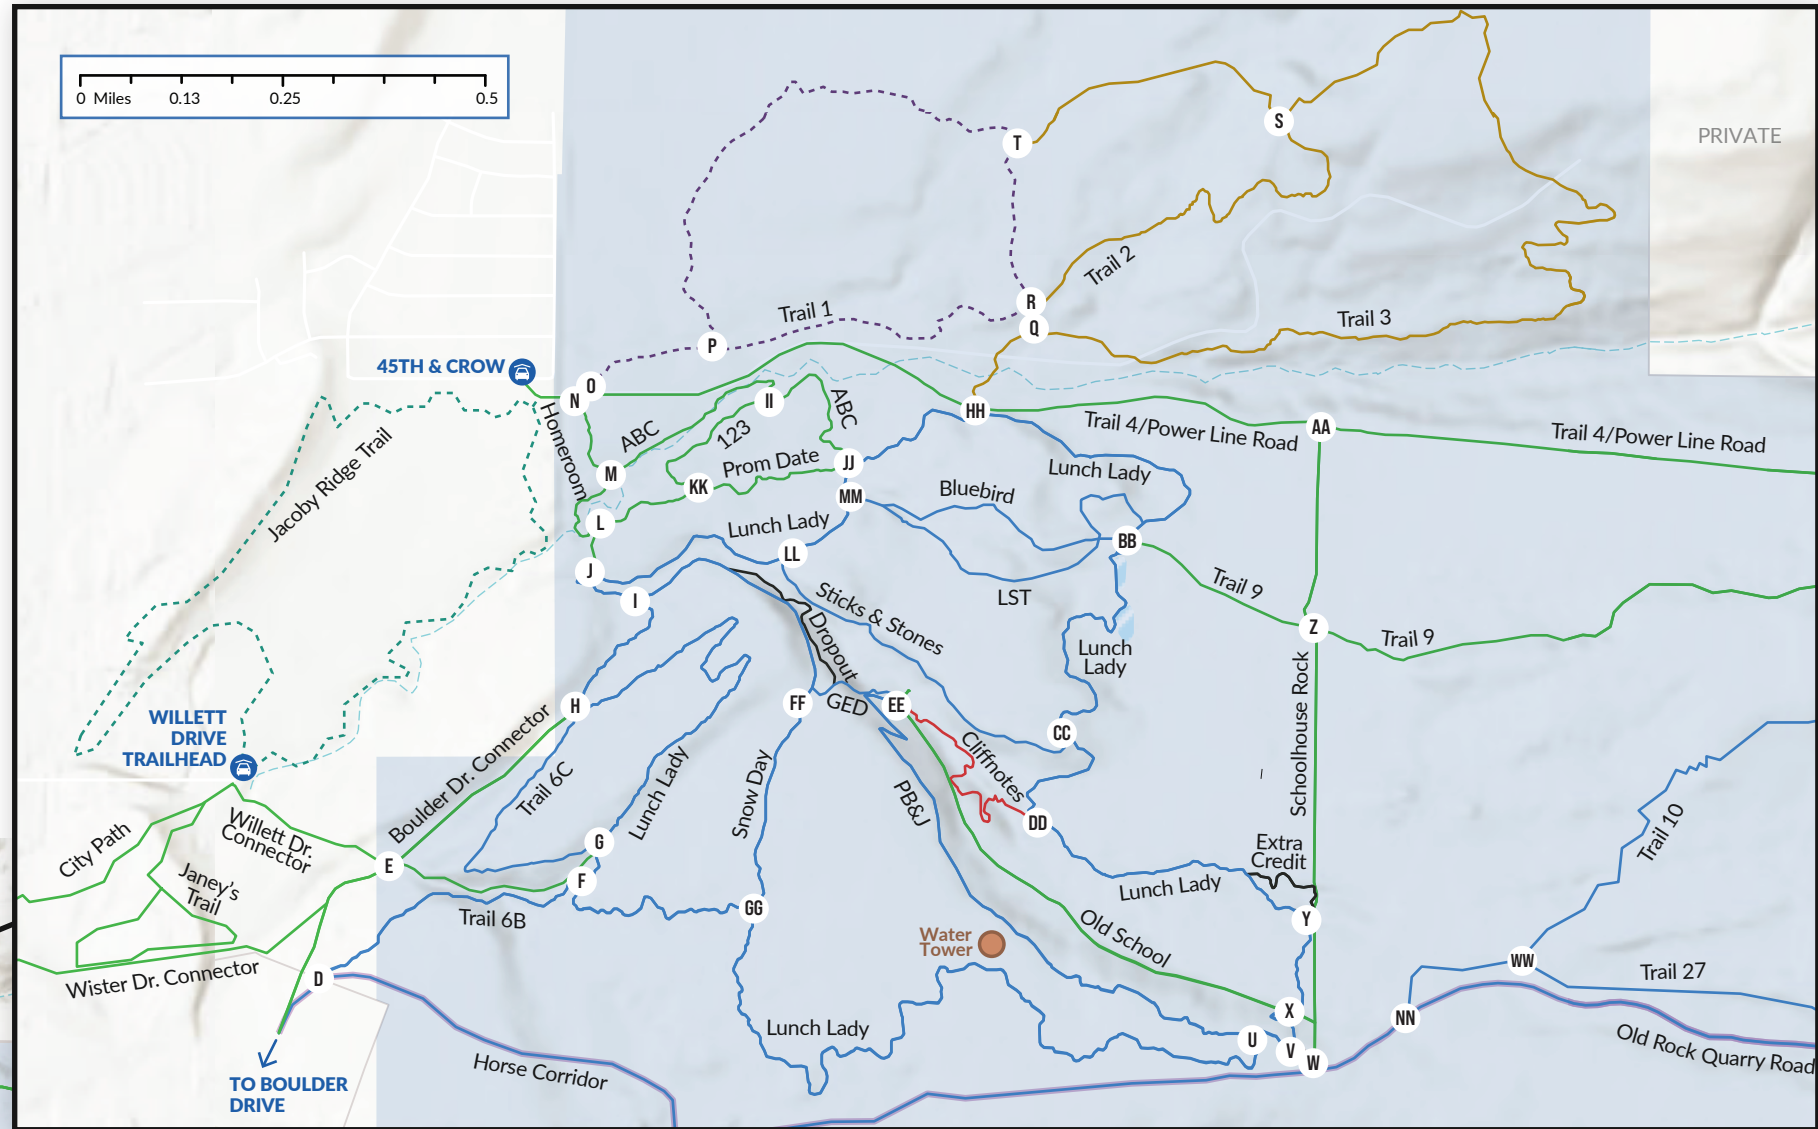 0 Miles 0.13 0.25 0.5
PRIVATE
T
S
R
Q
P
Trail 1
Trail 2
Trail 3
45TH & CROW
N
O
II
HH
AA
Homeroom
ABC
123
ABC
Trail 4/Power Line Road
Trail 4/Power Line Road
Jacoby Ridge Trail
M
KK
Prom Date
JJ
MM
Lunch Lady
Bluebird
L
Lunch Lady
LL
BB
J
I
LST
Trail 9
Z
Trail 9
Sticks & Stones
Dropout
Lunch
Lady
WILLETT
DRIVE
TRAILHEAD
H
FF
GED
EE
CC
Boulder Dr. Connector
Trail 6C
Lunch Lady
Snow Day
PB&J
Cliffnotes
DD
Schoolhouse Rock
Trail 10
City Path
Willett Dr.
Connector
Janey's
Trail
E
G
F
Trail 6B
GG
Extra
Credit
Lunch Lady
Y
Water
Tower
Old School
WW
Trail 27
Wister Dr. Connector
D
X
NN
Lunch Lady
U
V
W
Old Rock Quarry Road
Horse Corridor
TO BOULDER
DRIVE